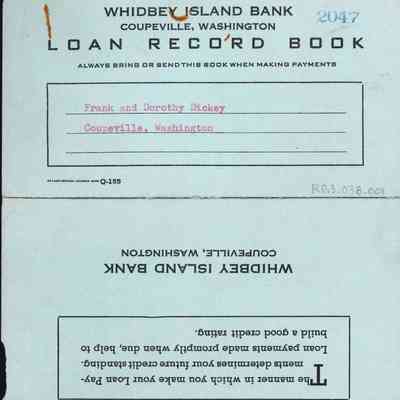 WHIDBEY ISLAND BANK
2047
COUPEVILLE, WASHINGTON
LOAN RECORD BOOK
ALWAYS BRING OR SEND THIS BOOK WHEN MAKING PAYMENTS
Frank and Dorothy Dickey
Coupeville, Washington
Q-155
WHIDBEY ISLAND BANK
COUPEVILLE, WASHINGTON
The manner in which you make your Loan Pay-
ments determines your future credit standing.
Loan payments made promptly when due, help to
build a good credit rating.